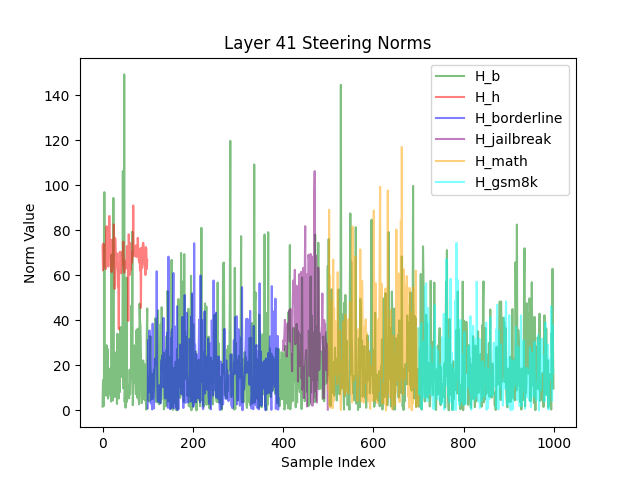 Layer 41 Steering Norms
Norm Value
140
120
100
80
60
40
20
0
H_b
H_h
H_borderline
H_jailbreak
H_math
H_gsm8k
0
200
400
600
800
1000
Sample Index